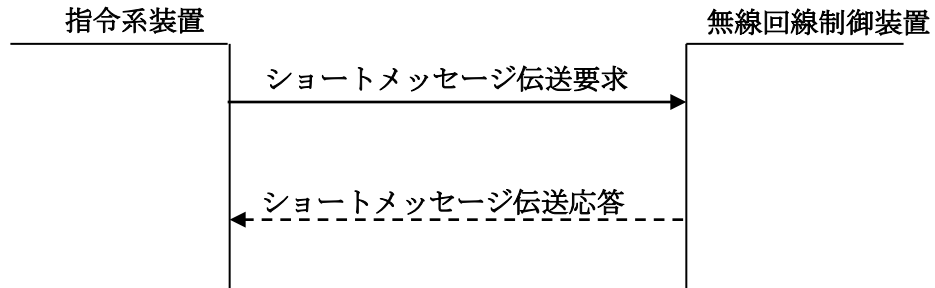 指令系装置
無線回線制御装置
ショートメッセージ伝送要求
ショートメッセージ伝送応答